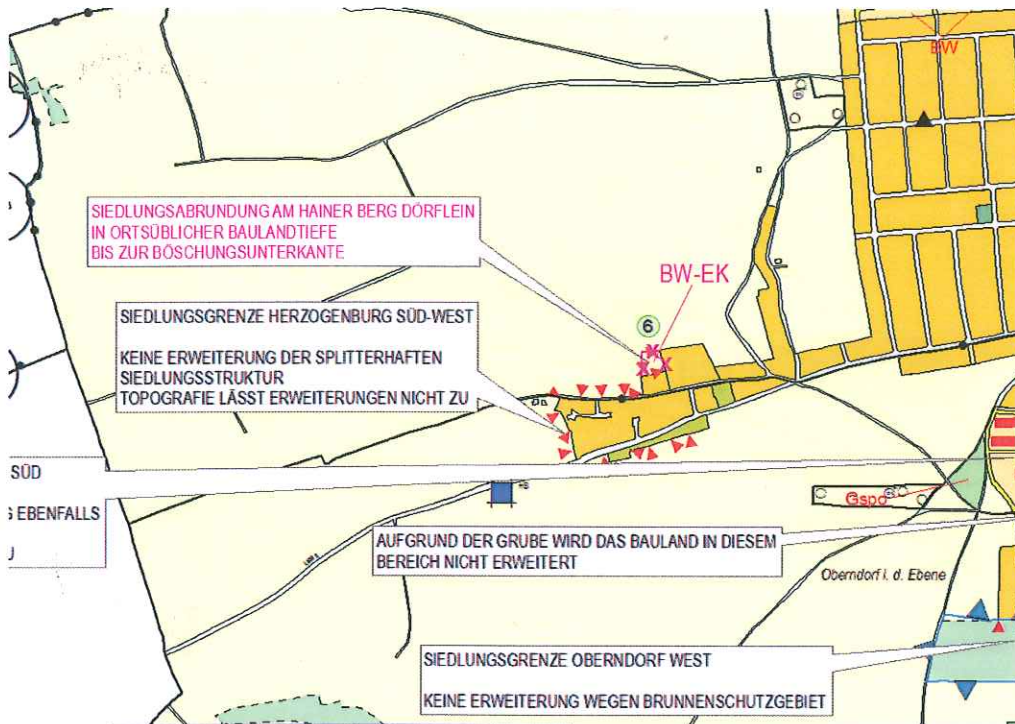 BW
SIEDLUNGSABRUNDUNG AM HAINER BERG DÖRFLEIN
IN ORTSÜBLICHER BAULANDTIEFE
BIS ZUR BÖSCHUNGSUNTERKANTE
BW-EK
6
SIEDLUNGSGRENZE HERZOGENBURG SÜD-WEST
KEINE ERWEITERUNG DER SPLITTERHAFTEN
SIEDLUNGSSTRUKTUR
TOPOGRAFIE LÄSST ERWEITERUNGEN NICHT ZU
SÜD
EBENFALLS
Gspo
AUFGRUND DER GRUBE WIRD DAS BAULAND IN DIESEM
BEREICH NICHT ERWEITERT
Oberndorf i. d. Ebene
SIEDLUNGSGRENZE OBERNDORF WEST
KEINE ERWEITERUNG WEGEN BRUNNENSCHUTZGEBIET